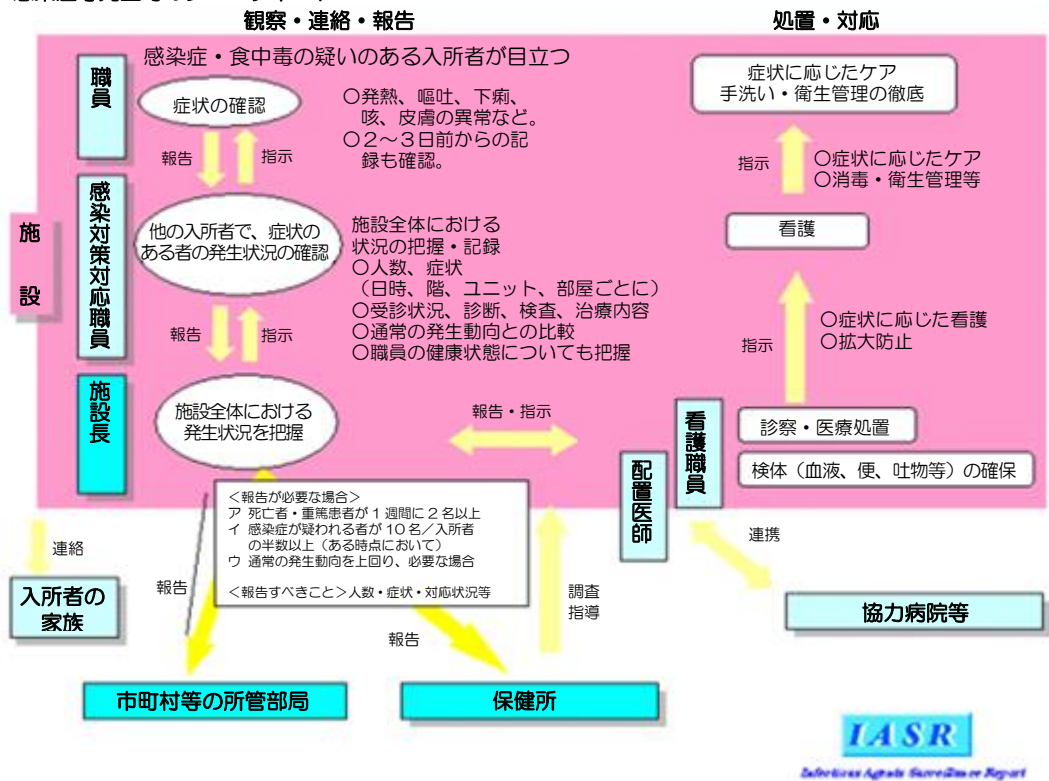 観察・連絡・報告
処置・対応
感染症・食中毒の疑いのある入所者が目立つ
職員
症状の確認
○発熱、嘔吐、下痢、
咳、皮膚の異常など。
○2~3日前からの記
録も確認。
報告
指示
症状に応じたケア
手洗い・衛生管理の徹底
指示
○症状に応じたケア
○消毒・衛生管理等
施設
感染対策対応職員
他の入所者で、症状の
ある者の発生状況の確認
施設全体における
状況の把握・記録
○人数、症状
(日時、階、ユニット、部屋ごとに)
○受診状況、診断、検査、治療内容
○通常の発生動向との比較
○職員の健康状態についても把握
看護
報告
指示
指示
○症状に応じた看護
○拡大防止
施設長
施設全体における
発生状況を把握
報告・指示
看護職員
配置医師
診察・医療処置
検体(血液、便、吐物等)の確保
<報告が必要な場合>
ア 死亡者・重篤患者が1週間に2名以上
イ 感染症が疑われる者が10名/入所者
の半数以上(ある時点において)
ウ 通常の発生動向を上回り、必要な場合
<報告すべきこと>人数・症状・対応状況等
連絡
報告
報告
調査
指導
連携
入所者の
家族
協力病院等
市町村等の所管部局
保健所
IASR
Infectious Agents Surveillance Report